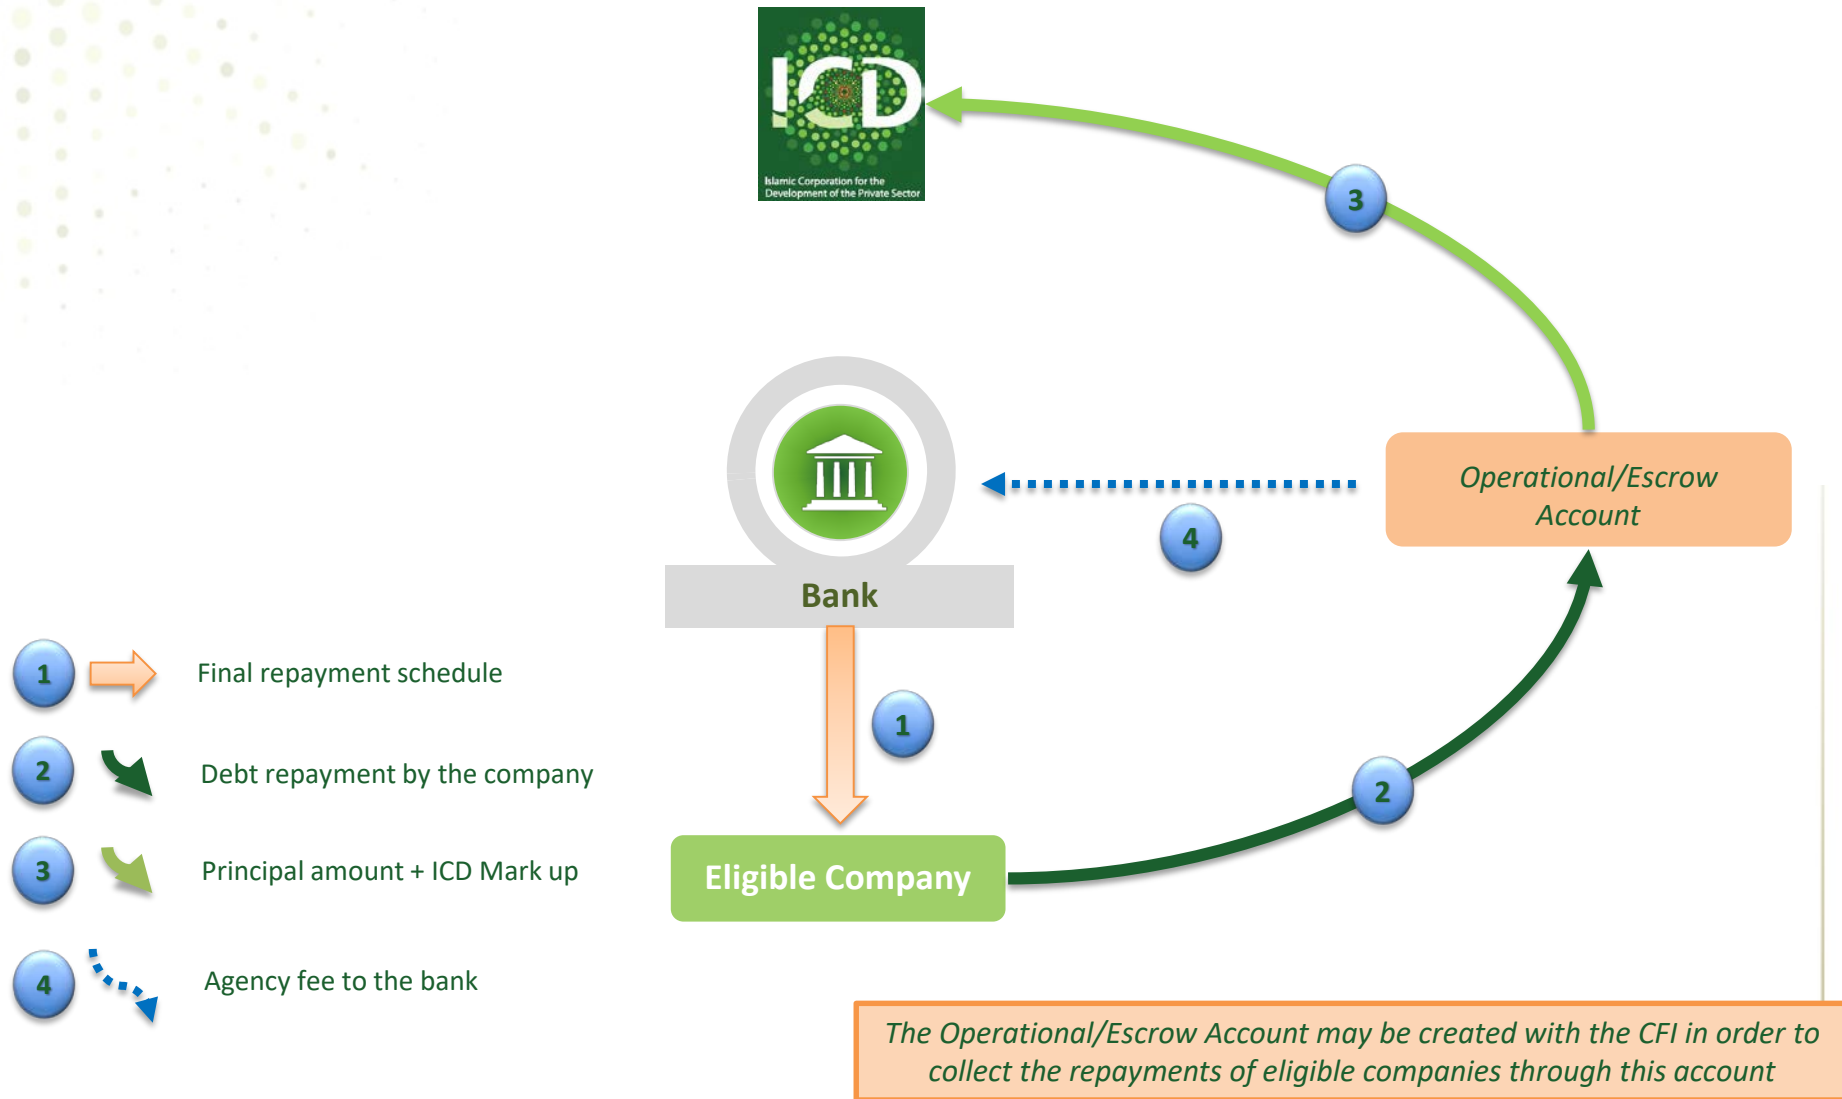 ICD
Islamic Corporation for the
Development of the Private Sector
3
Operational/Escrow
Account
4
Bank
1
Final repayment schedule
1
2
Debt repayment by the company
2
3
Principal amount + ICD Mark up
Eligible Company
4
Agency fee to the bank
The Operational/Escrow Account may be created with the CFI in order to
collect the repayments of eligible companies through this account